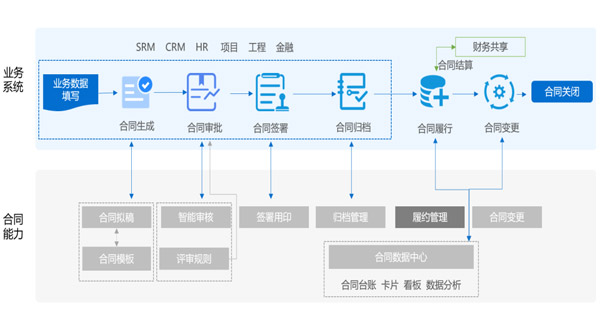 SRM CRM HR 项目 工程 金融
财务共享
合同结算
业务
系统
业务数据
填写
合同生成
合同审批
合同签署
合同归档
合同履行
合同变更
合同关闭
合同
能力
合同拟稿
智能审核
签署用印
归档管理
履约管理
合同变更
合同模板
评审规则
合同数据中心
合同台账 卡片 看板 数据分析